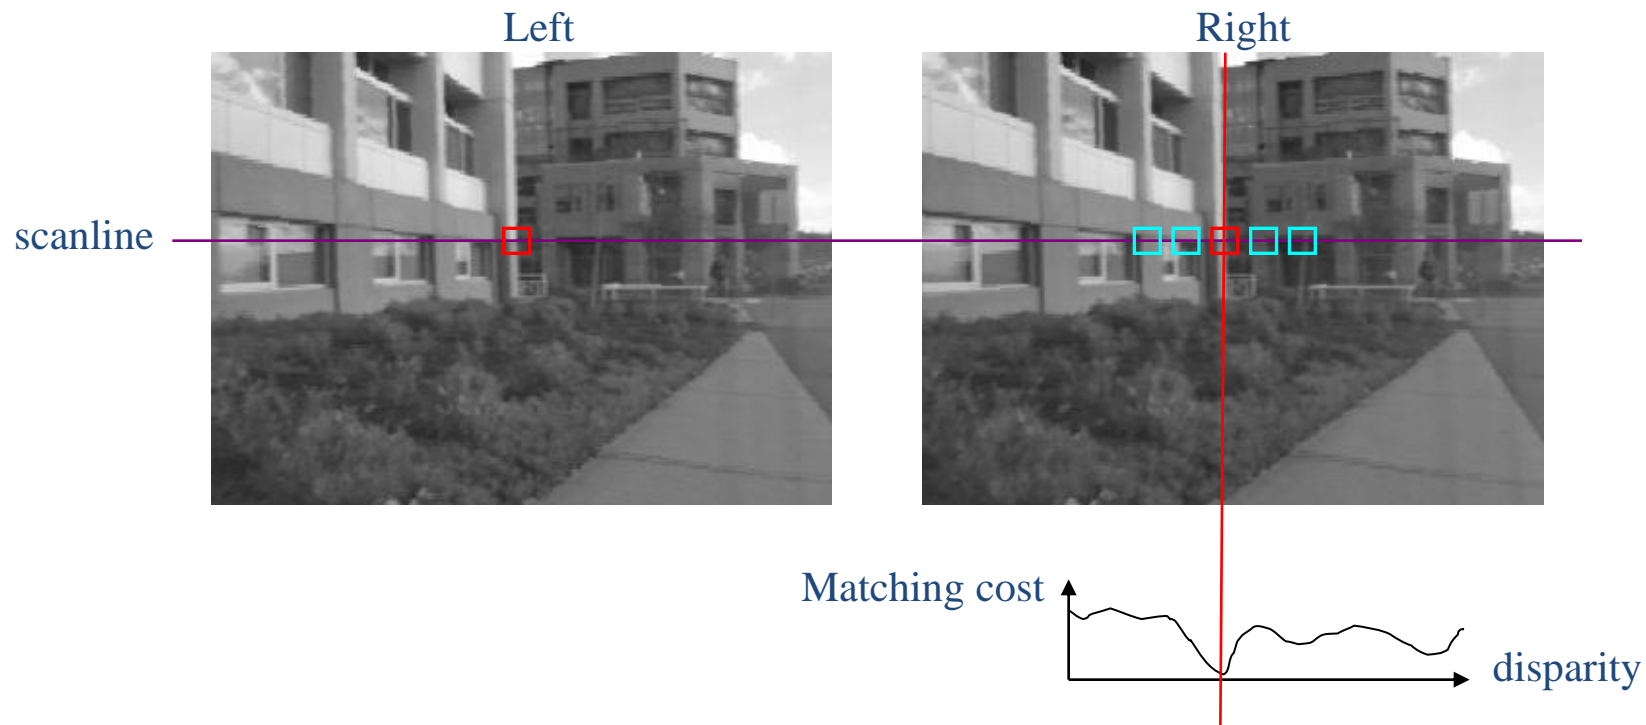 Left
Right
scanline
Matching cost
disparity